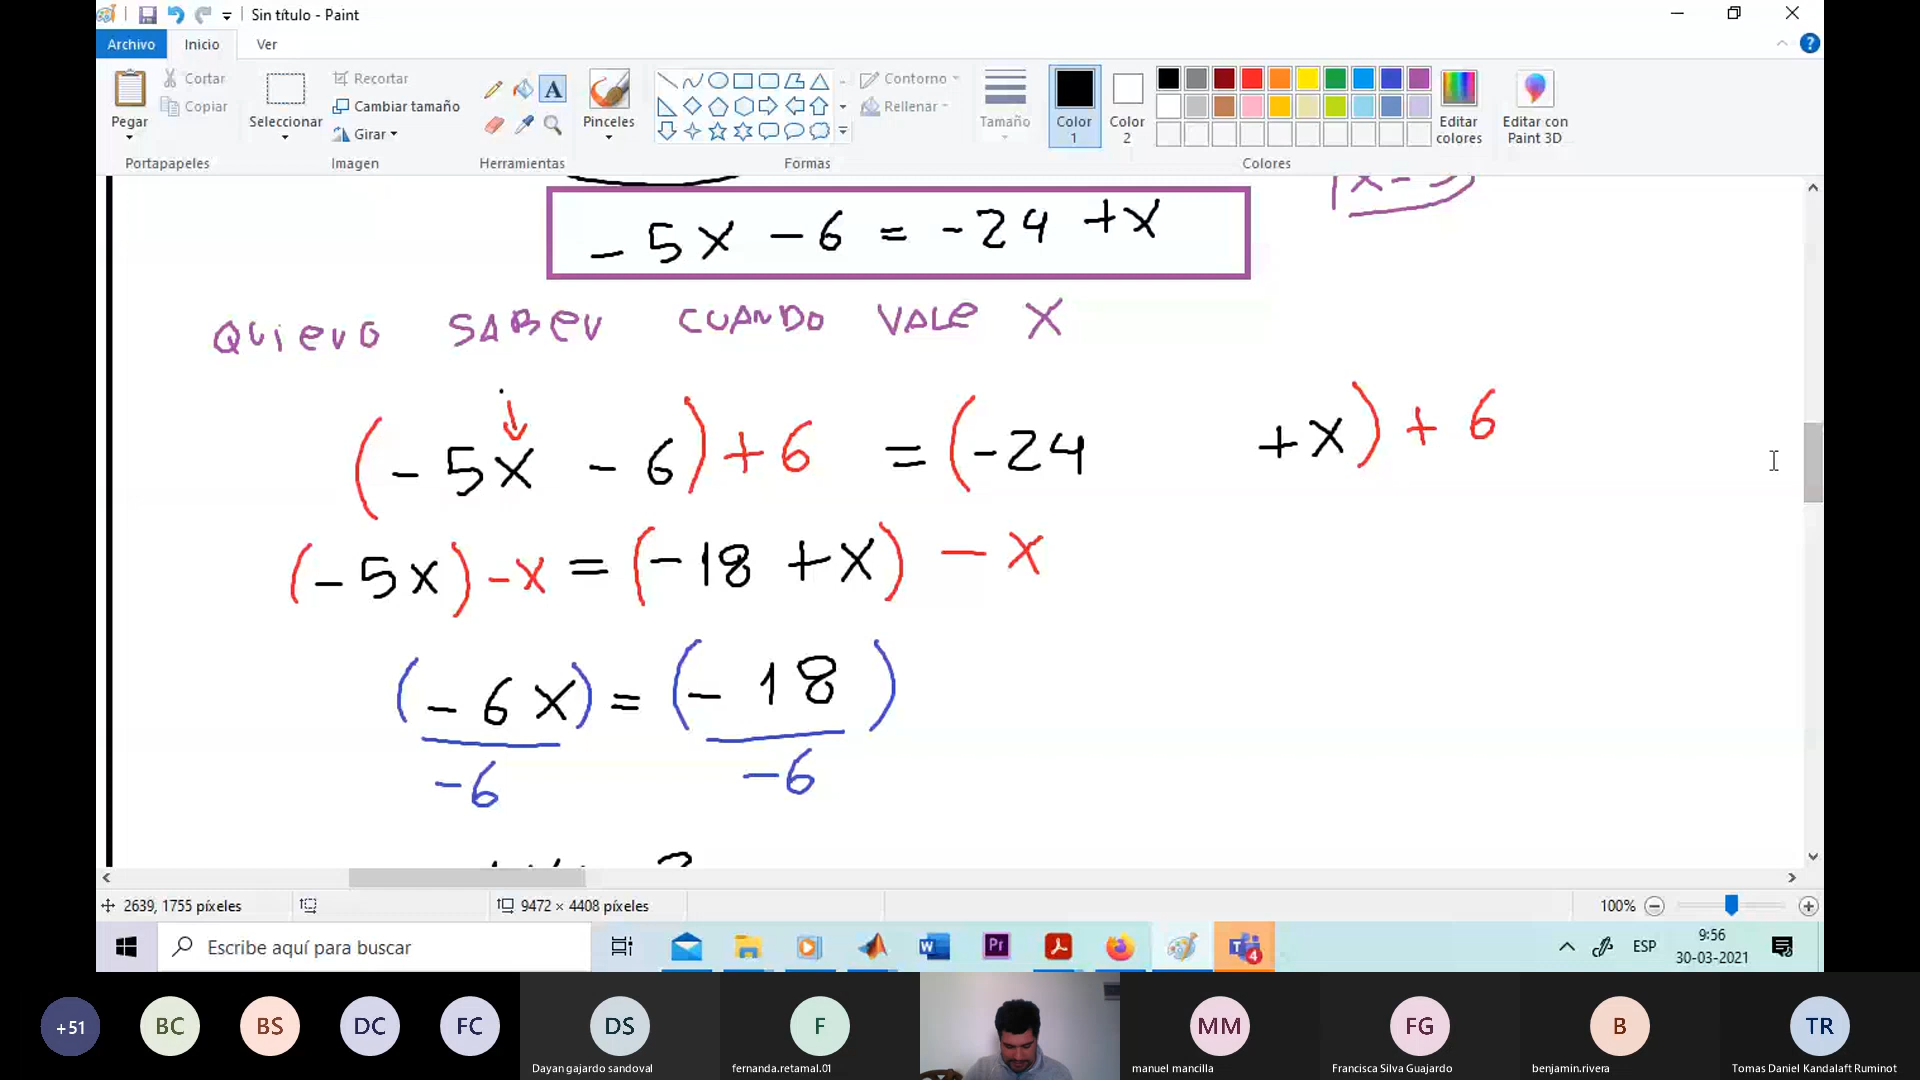 Sin título - Paint
Archivo Inicio Ver
Pegar Cortar Copiar Portapapeles
Seleccionar Recortar Cambiar tamaño Girar Imagen
A Herramientas
Pinceles
Contorno Rellenar Formas
Tamaño
Color 1 Color 2
Editar colores
Colores
Editar con Paint 3D
- 5x - 6 = -24 +x
QUIERO SABER CUANDO VALE X
(- 5x - 6) + 6 = (-24 +x) + 6
(- 5x) - x = (-18 +x) - x
(- 6x) = (- 18)
-6 -6
2639, 1755 píxeles
9472 × 4408 píxeles
100%
Escribe aquí para buscar
Pr
4
ESP
9:56
30-03-2021
+51 BC BS DC FC DS F MM FG B TR
Dayan gajardo sandoval fernanda.retamal.01 manuel mancilla Francisca Silva Guajardo benjamin.rivera Tomas Daniel Kandalaft Ruminot